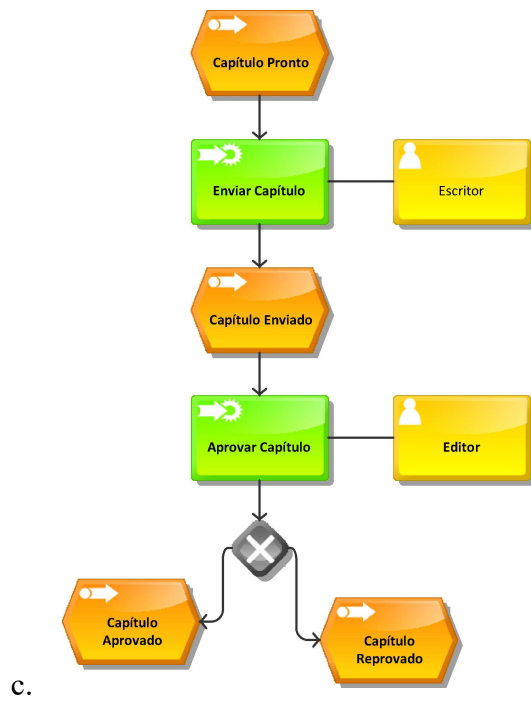 Capítulo Pronto
Enviar Capítulo
Escritor
Capítulo Enviado
Aprovar Capítulo
Editor
Capítulo
Aprovado
Capítulo
Reprovado
c.